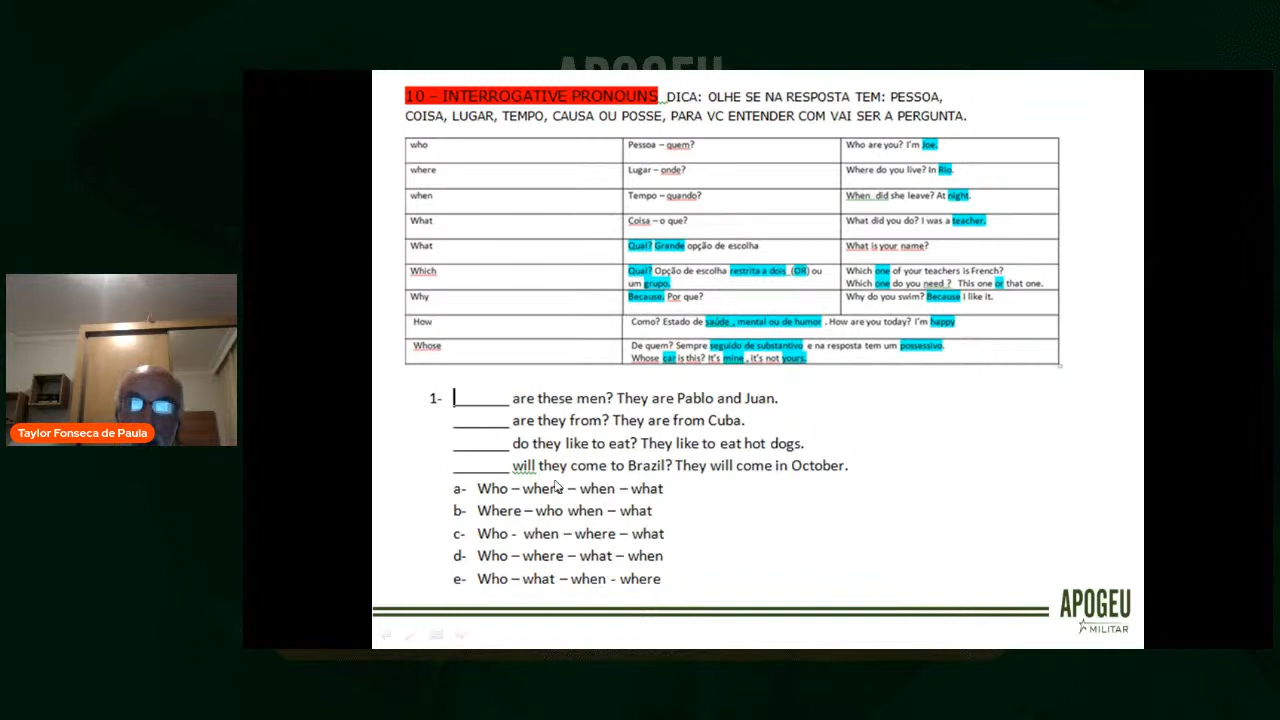 APOGEU
10 – INTERROGATIVE PRONOUNS DICA: OLHE SE NA RESPOSTA TEM: PESSOA,
COISA, LUGAR, TEMPO, CAUSA OU POSSE, PARA VC ENTENDER COM VAI SER A PERGUNTA.
who Pessoa – quem? Who are you? I'm Joe.
where Lugar – onde? Where do you live? In Rio.
when Tempo – quando? When did she leave? At night.
What Coisa – o que? What did you do? I was a teacher.
What Qual? Grande opção de escolha What is your name?
Which Qual? Opção de escolha restrita a dois (OR) ou um grupo. Which one of your teachers is French?
Which one do you need ? This one or that one.
Why Because. Por que? Why do you swim? Because I like it.
How Como? Estado de saúde , mental ou de humor . How are you today? I'm happy
Whose De quem? Sempre seguido de substantivo e na resposta tem um possessivo.
Whose car is this? It's mine , it's not yours.
1- _______ are these men? They are Pablo and Juan.
_______ are they from? They are from Cuba.
_______ do they like to eat? They like to eat hot dogs.
_______ will they come to Brazil? They will come in October.
a- Who – where – when – what
b- Where – who when – what
c- Who - when – where – what
d- Who – where – what – when
e- Who – what – when - where
Taylor Fonseca de Paula
APOGEU
MILITAR